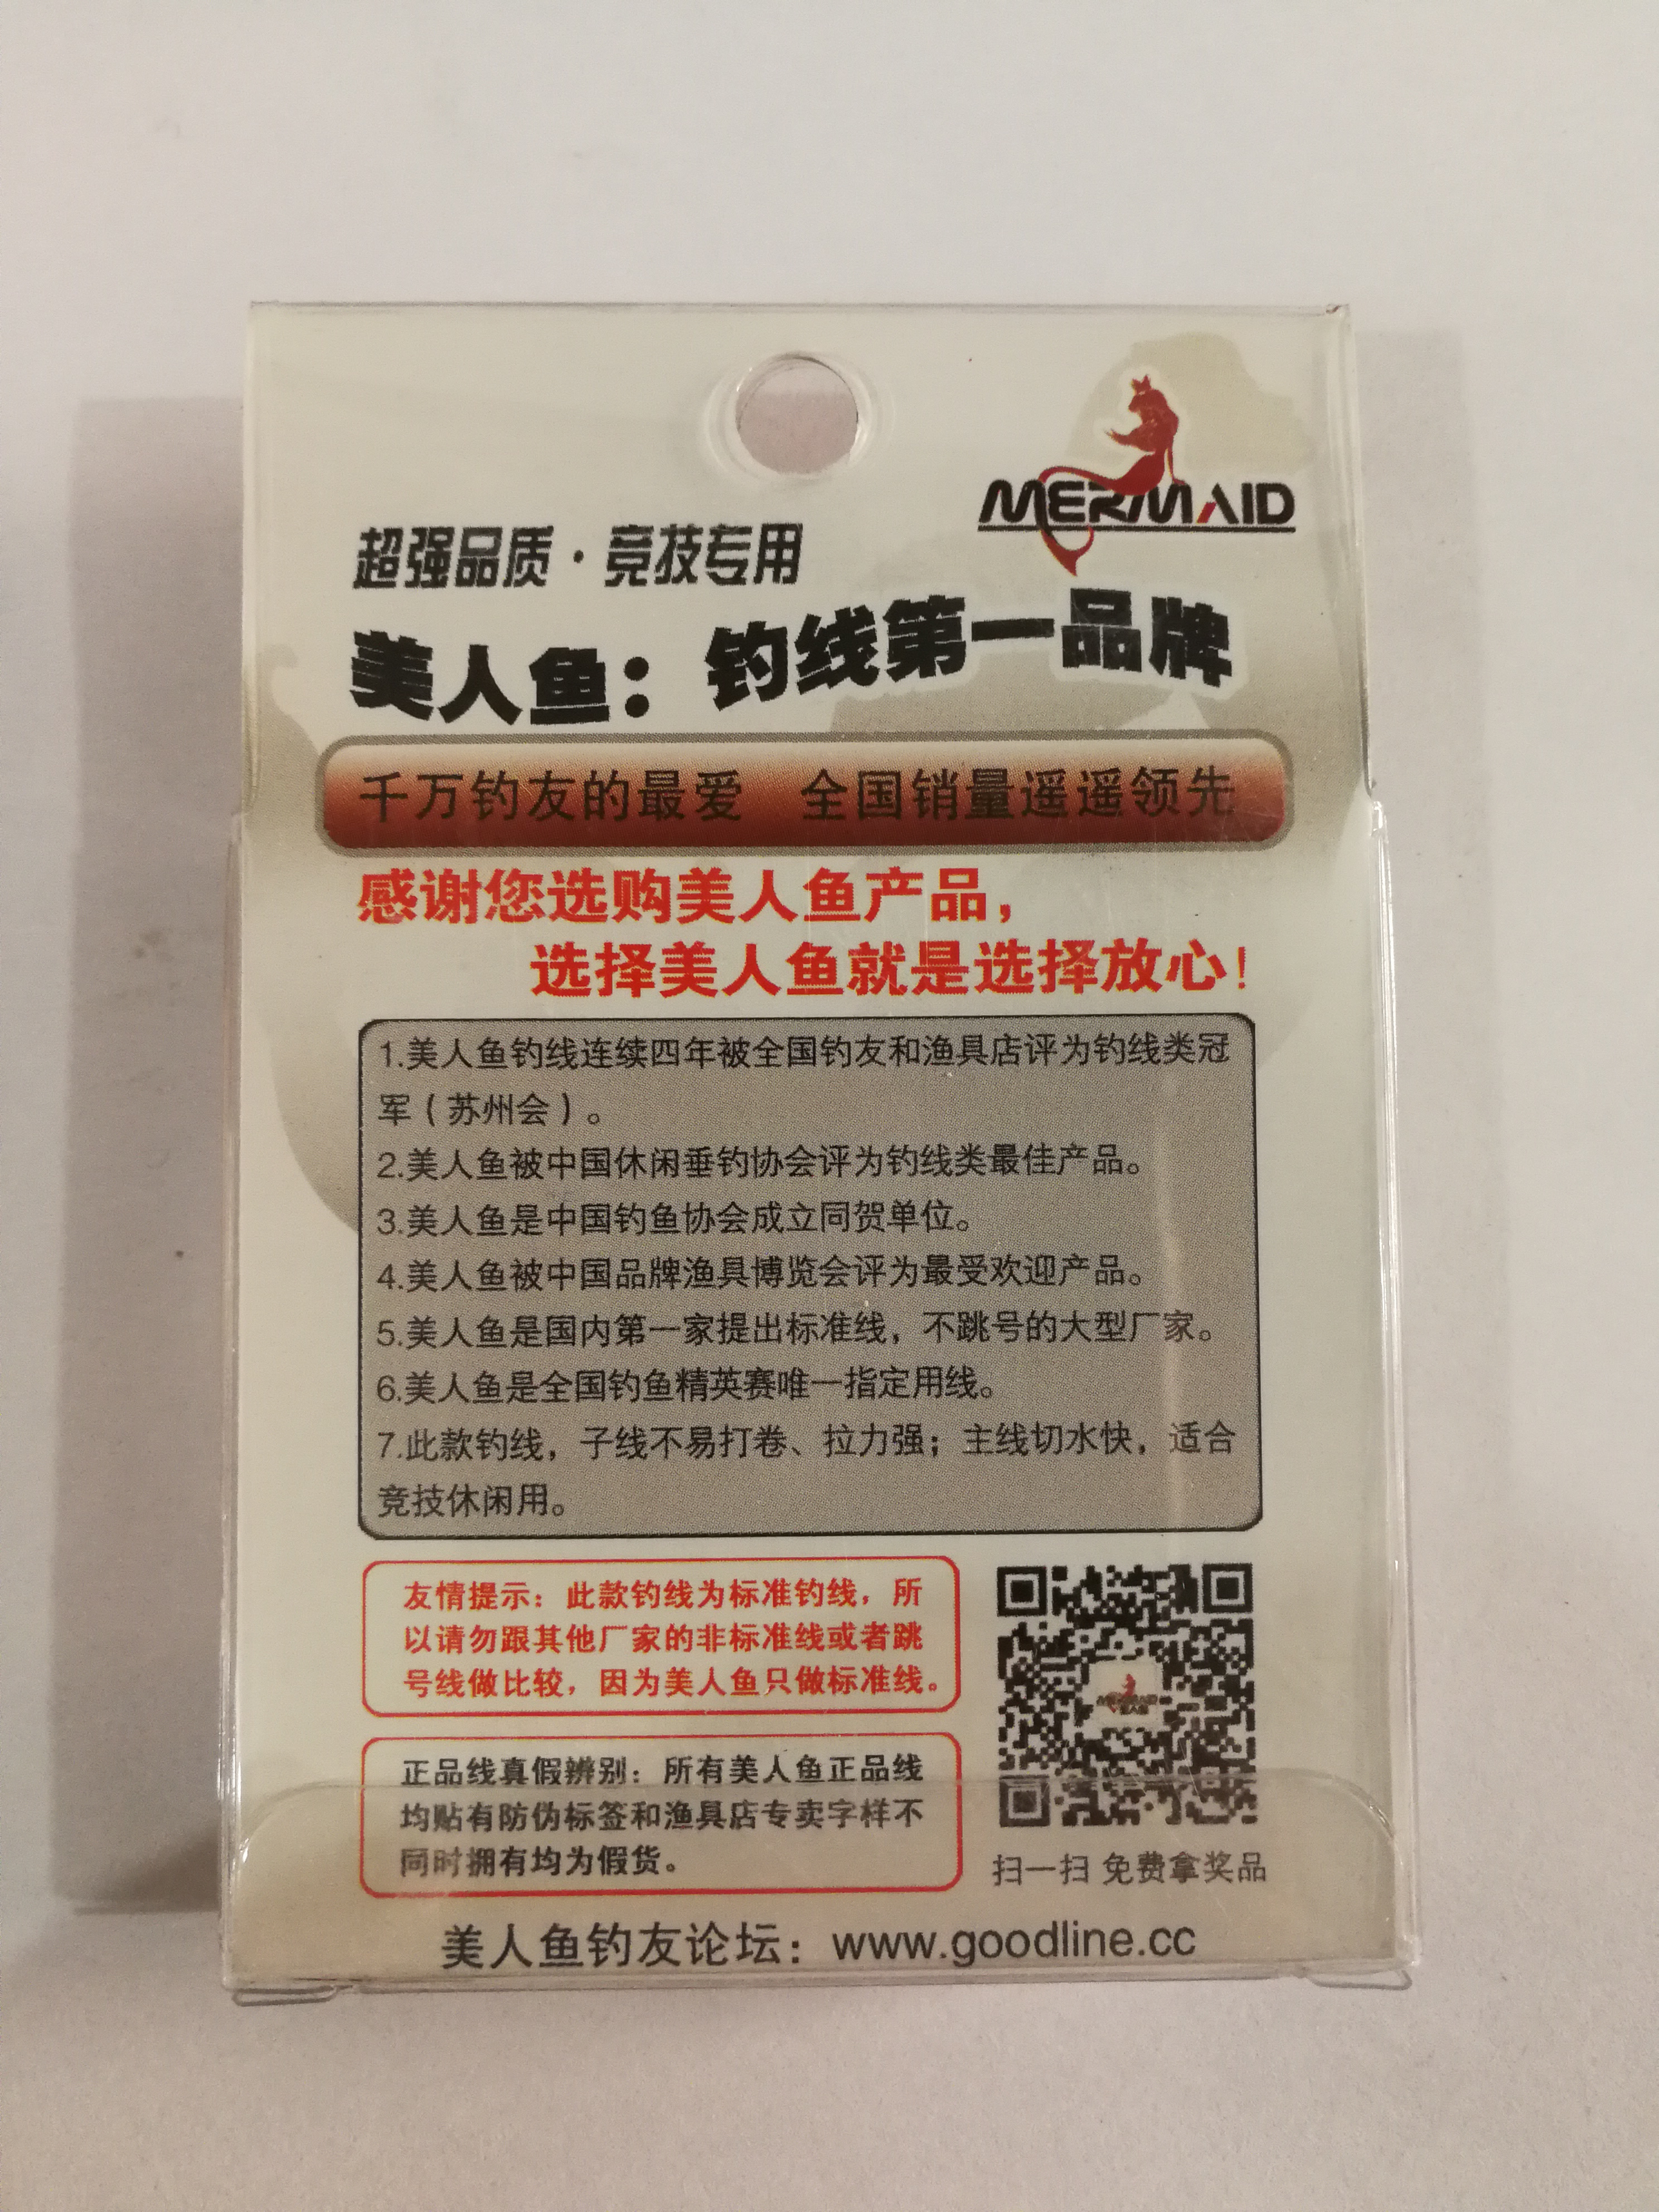 MERMAID
超强品质·竞技专用
美人鱼：钓线第一品牌
千万钓友的最爱 全国销量遥遥领先
感谢您选购美人鱼产品，
选择美人鱼就是选择放心！
1.美人鱼钓线连续四年被全国钓友和渔具店评为钓线类冠
军（苏州会）。
2.美人鱼被中国休闲垂钓协会评为钓线类最佳产品。
3.美人鱼是中国钓鱼协会成立同贺单位。
4.美人鱼被中国品牌渔具博览会评为最受欢迎产品。
5.美人鱼是国内第一家提出标准线，不跳号的大型厂家。
6.美人鱼是全国钓鱼精英赛唯一指定用线。
7.此款钓线，子线不易打卷、拉力强；主线切水快，适合
竞技休闲用。
友情提示：此款钓线为标准钓线，所
以请勿跟其他厂家的非标准线或者跳
号线做比较，因为美人鱼只做标准线。
正品线真假辨别：所有美人鱼正品线
均贴有防伪标签和渔具店专卖字样不
同时拥有均为假货。
MERMAID
美人鱼
扫一扫 免费拿奖品
美人鱼钓友论坛：www.goodline.cc